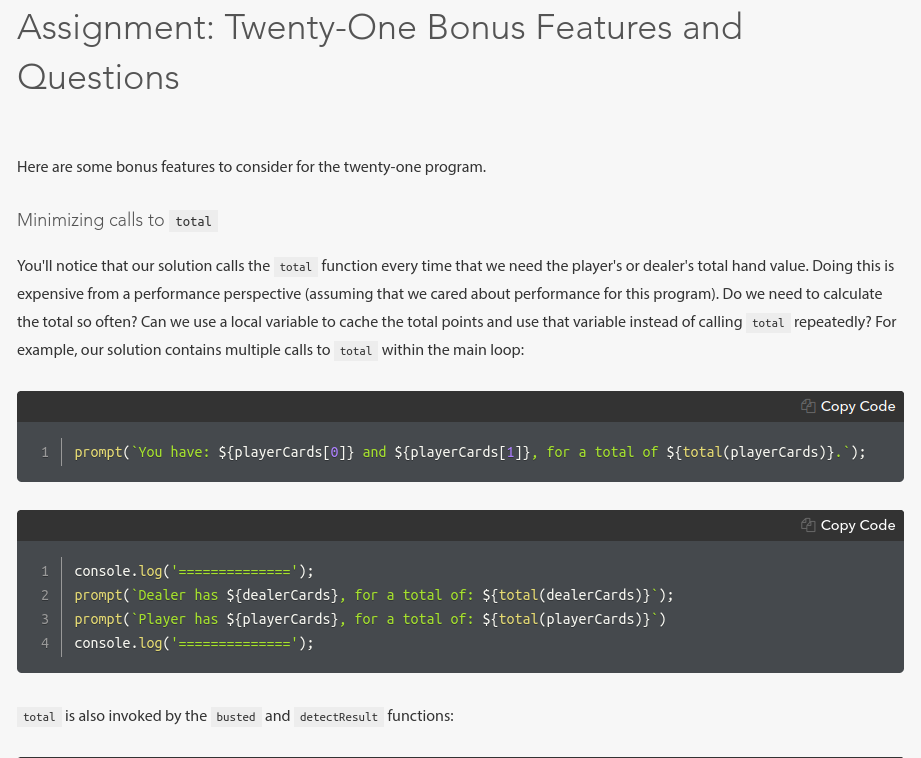 Assignment: Twenty-One Bonus Features and
Questions
Here are some bonus features to consider for the twenty-one program.
Minimizing calls to total
You'll notice that our solution calls the total function every time that we need the player's or dealer's total hand value. Doing this is
expensive from a performance perspective (assuming that we cared about performance for this program). Do we need to calculate
the total so often? Can we use a local variable to cache the total points and use that variable instead of calling total repeatedly? For
example, our solution contains multiple calls to total within the main loop:
Copy Code
1 prompt(`You have: ${playerCards[0]} and ${playerCards[1]}, for a total of ${total(playerCards)}.`);
Copy Code
1 console.log('==============');
2 prompt(`Dealer has ${dealerCards}, for a total of: ${total(dealerCards)}`);
3 prompt(`Player has ${playerCards}, for a total of: ${total(playerCards)}`)
4 console.log('==============');
total is also invoked by the busted and detectResult functions: